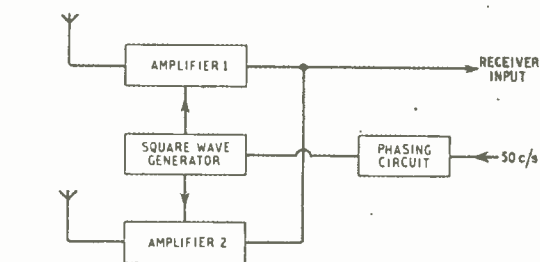 AMPLIFIER 1
RECEIVER
INPUT
SQUARE WAVE
GENERATOR
PHASING
CIRCUIT
50 c/s
AMPLIFIER 2